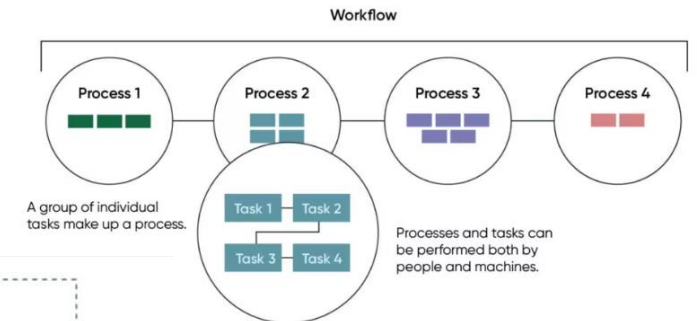 Workflow
Process 1
Process 2
Process 3
Process 4
A group of individual
tasks make up a process.
Task 1
Task 2
Task 3
Task 4
Processes and tasks can
be performed both by
people and machines.